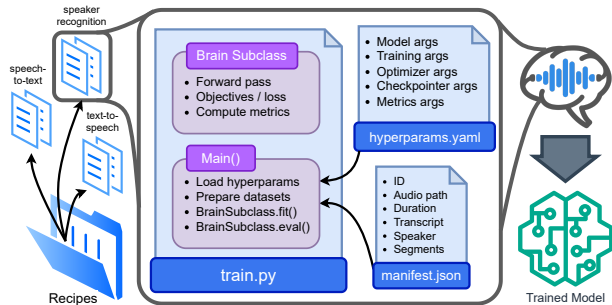 speaker
recognition
speech-
to-text
text-to-
speech
Recipes
Brain Subclass
• Forward pass
• Objectives / loss
• Compute metrics
Main()
• Load hyperparams
• Prepare datasets
• BrainSubclass.fit()
• BrainSubclass.eval()
train.py
• Model args
• Training args
• Optimizer args
• Checkpointer args
• Metrics args
hyperparams.yaml
• ID
• Audio path
• Duration
• Transcript
• Speaker
• Segments
manifest.json
Trained Model